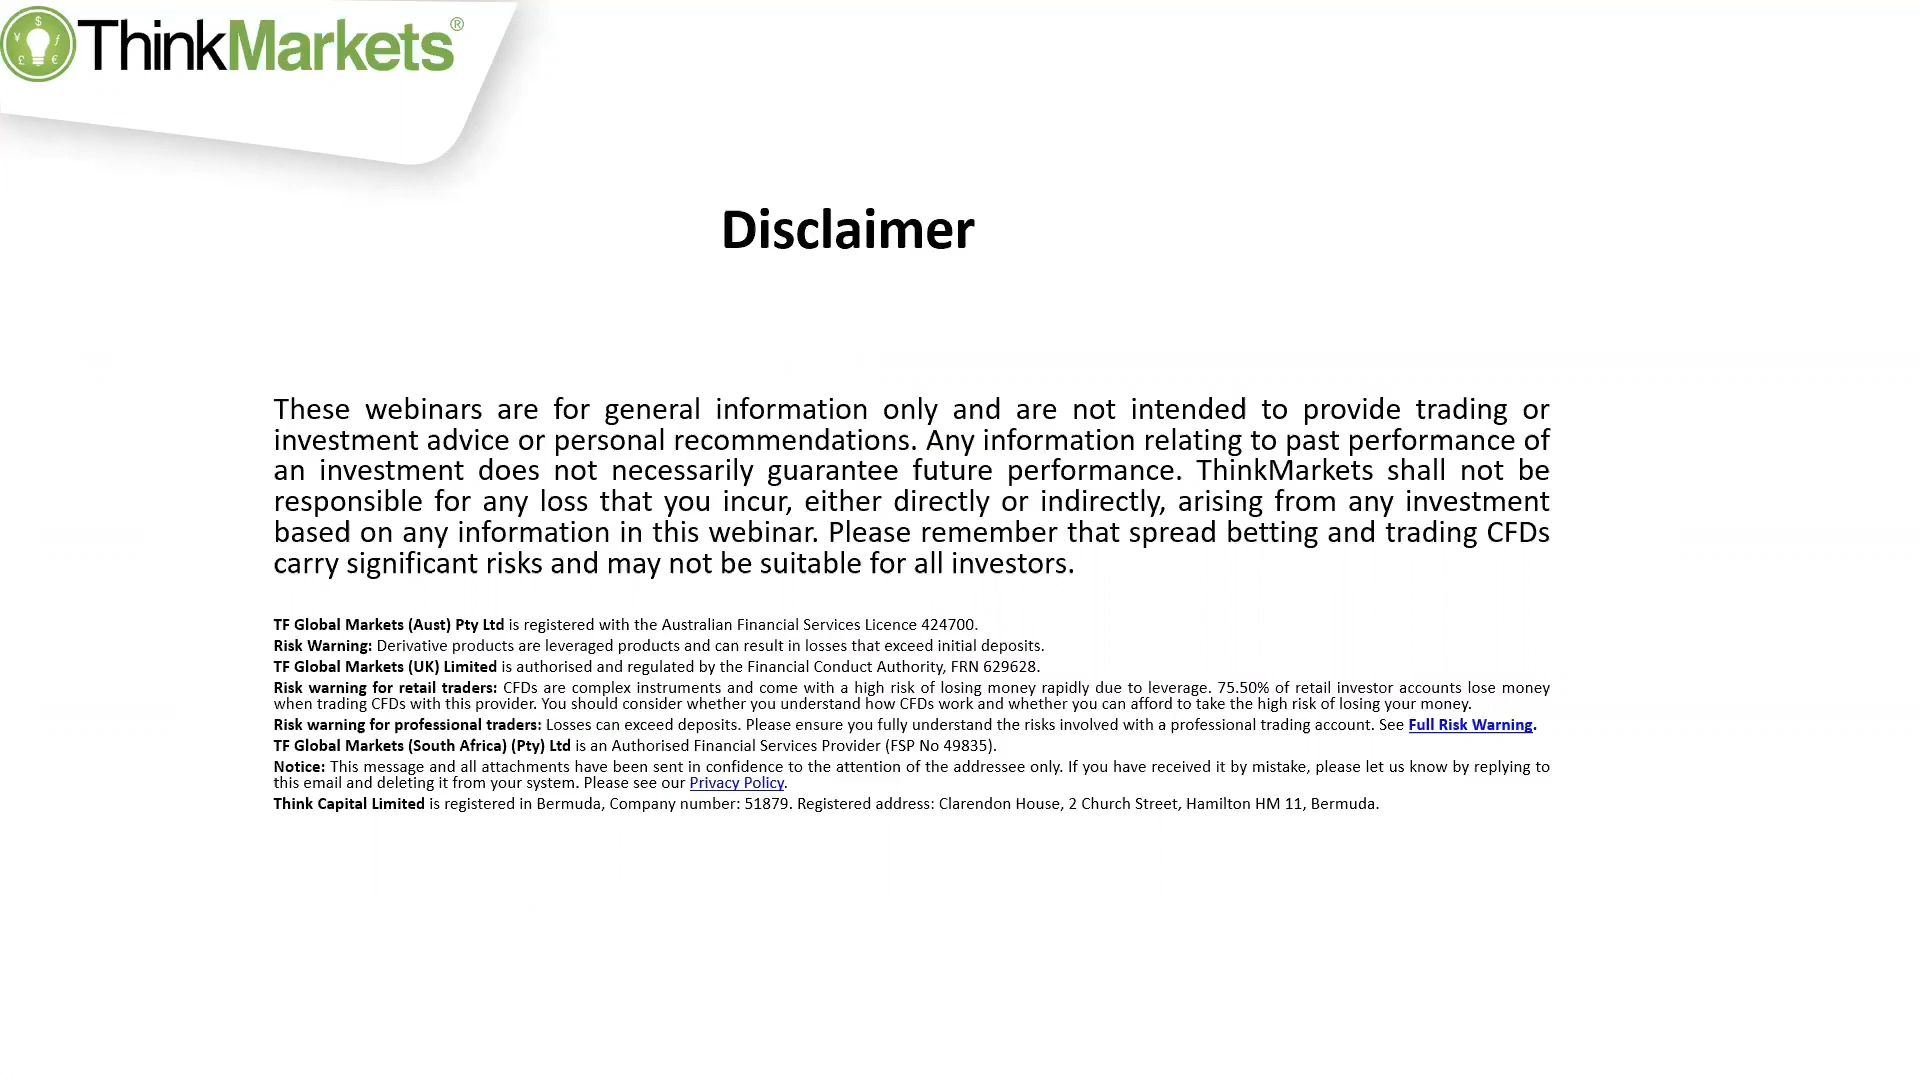 ThinkMarkets®
Disclaimer
These webinars are for general information only and are not intended to provide trading or
investment advice or personal recommendations. Any information relating to past performance of
an investment does not necessarily guarantee future performance. ThinkMarkets shall not be
responsible for any loss that you incur, either directly or indirectly, arising from any investment
based on any information in this webinar. Please remember that spread betting and trading CFDs
carry significant risks and may not be suitable for all investors.
TF Global Markets (Aust) Pty Ltd is registered with the Australian Financial Services Licence 424700.
Risk Warning: Derivative products are leveraged products and can result in losses that exceed initial deposits.
TF Global Markets (UK) Limited is authorised and regulated by the Financial Conduct Authority, FRN 629628.
Risk warning for retail traders: CFDs are complex instruments and come with a high risk of losing money rapidly due to leverage. 75.50% of retail investor accounts lose money
when trading CFDs with this provider. You should consider whether you understand how CFDs work and whether you can afford to take the high risk of losing your money.
Risk warning for professional traders: Losses can exceed deposits. Please ensure you fully understand the risks involved with a professional trading account. See Full Risk Warning.
TF Global Markets (South Africa) (Pty) Ltd is an Authorised Financial Services Provider (FSP No 49835).
Notice: This message and all attachments have been sent in confidence to the attention of the addressee only. If you have received it by mistake, please let us know by replying to
this email and deleting it from your system. Please see our Privacy Policy.
Think Capital Limited is registered in Bermuda, Company number: 51879. Registered address: Clarendon House, 2 Church Street, Hamilton HM 11, Bermuda.